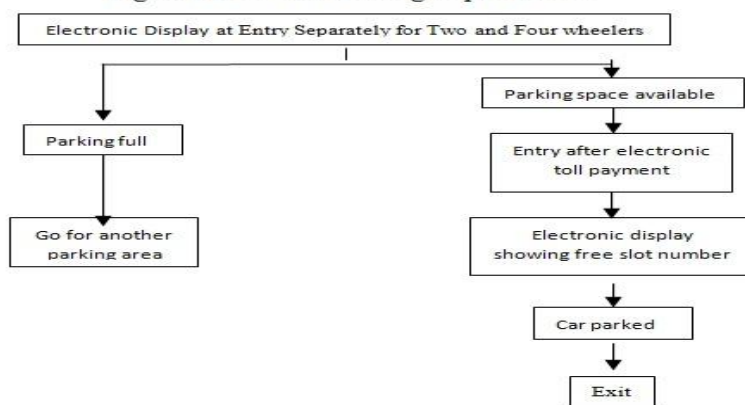 Electronic Display at Entry Separately for Two and Four wheelers
Parking space available
Parking full
Entry after electronic
toll payment
Go for another
parking area
Electronic display
showing free slot number
Car parked
Exit